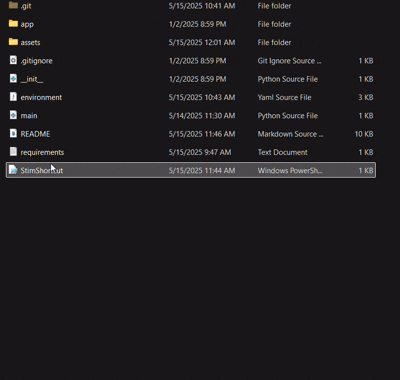 .git 5/15/2025 10:41 AM File folder
app 1/2/2025 8:59 PM File folder
assets 5/15/2025 12:01 AM File folder
.gitignore 1/2/2025 8:59 PM Git Ignore Source ... 1 KB
__init__ 1/2/2025 8:59 PM Python Source File 1 KB
environment 5/15/2025 10:43 AM Yaml Source File 3 KB
main 5/14/2025 11:30 AM Python Source File 1 KB
README 5/15/2025 11:46 AM Markdown Source ... 10 KB
requirements 5/15/2025 9:47 AM Text Document 1 KB
StimShortcut 5/15/2025 11:44 AM Windows PowerSh... 1 KB